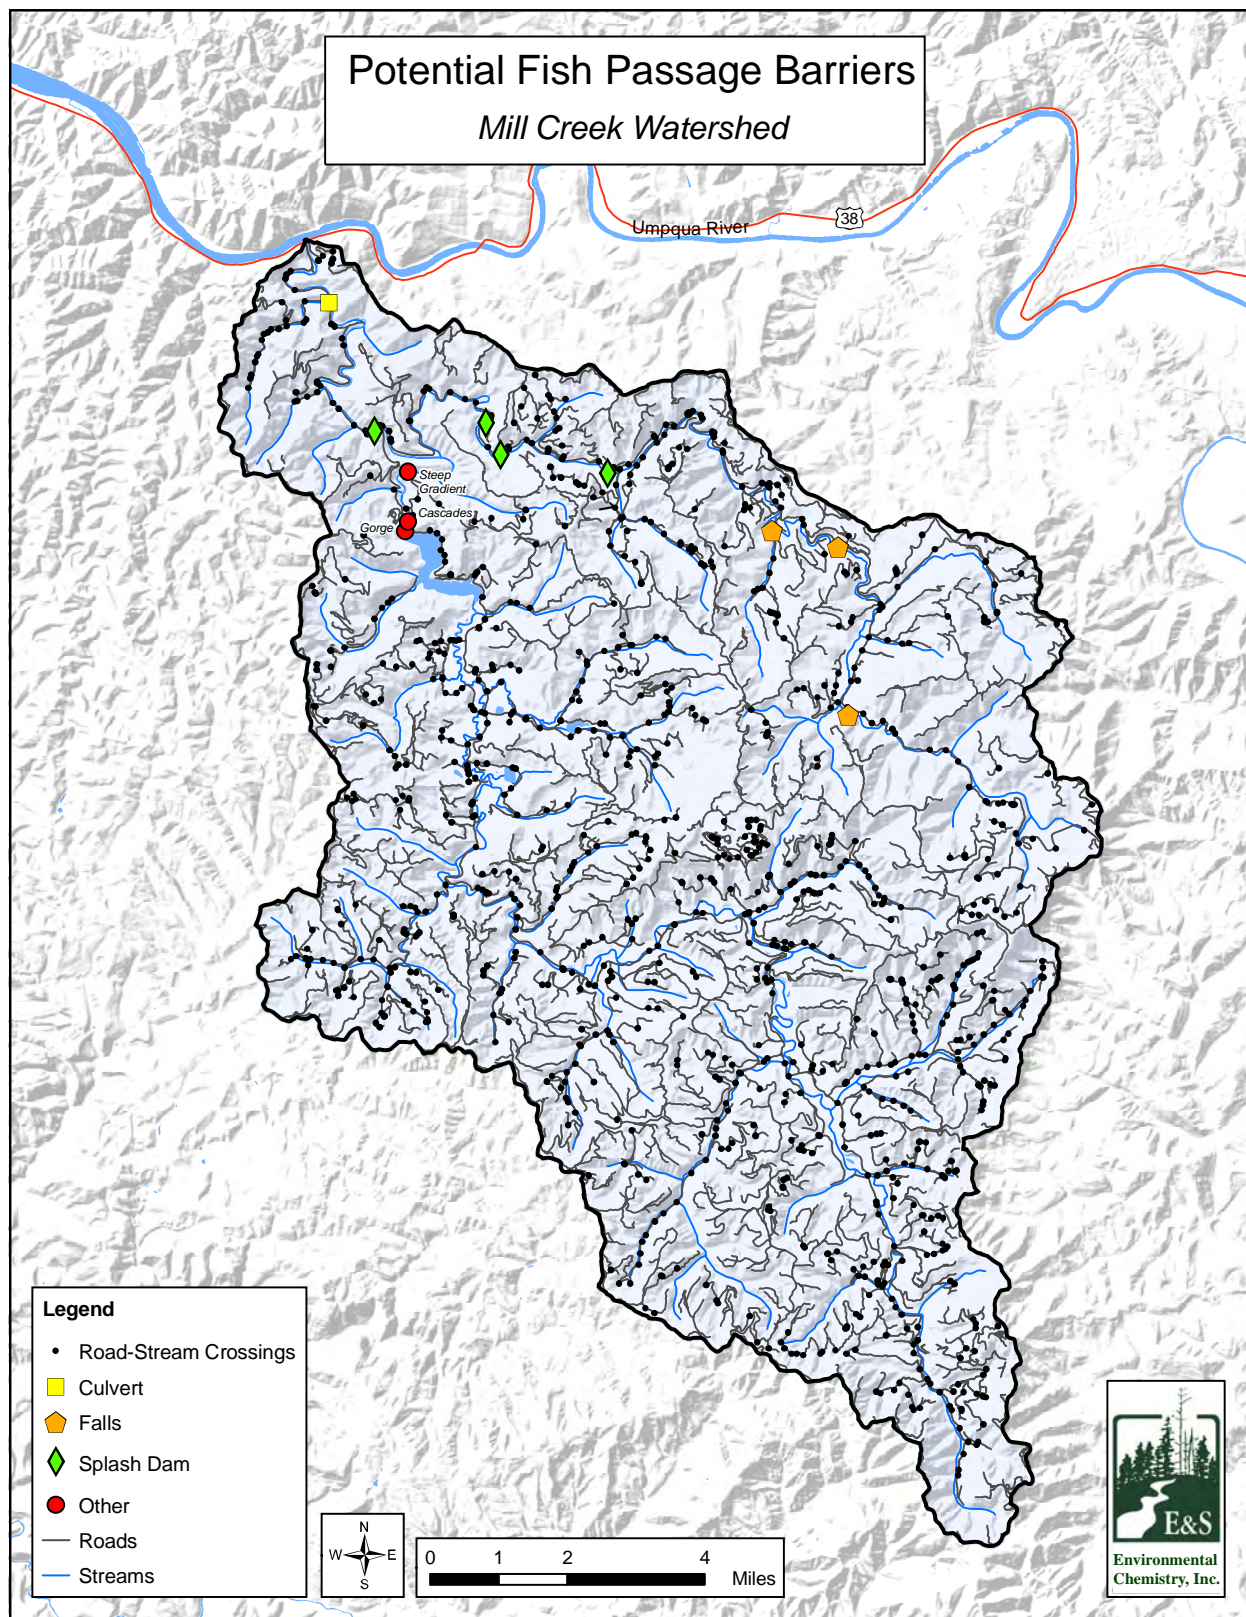 Potential Fish Passage Barriers
Mill Creek Watershed
38
Umpqua River
Steep
Gradient
Cascades
Gorge
Legend
Road-Stream Crossings
Culvert
Falls
Splash Dam
Other
Roads
Streams
N
W E
S
0 1 2 4
Miles
E&S
Environmental
Chemistry, Inc.